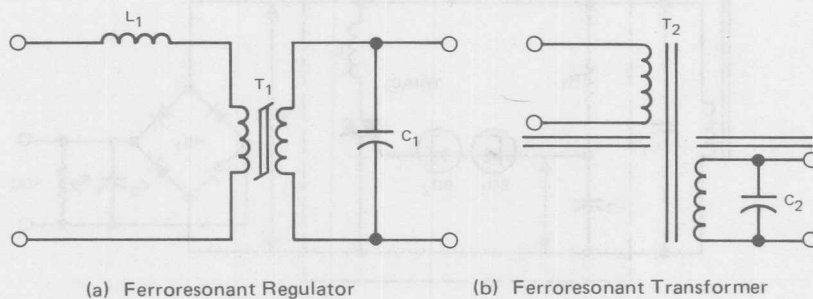 L1
T1
C1
T2
C2
(a) Ferroresonant Regulator
(b) Ferroresonant Transformer